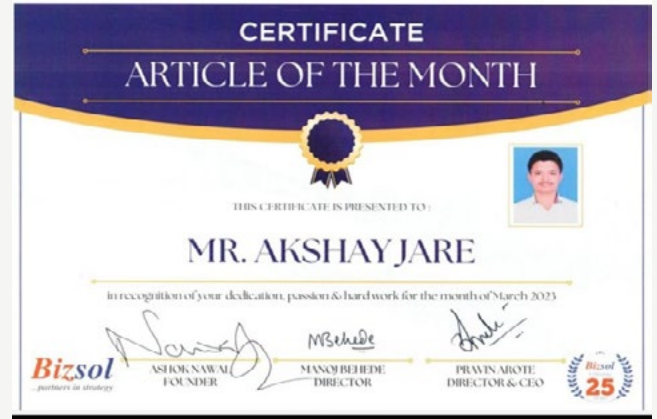 CERTIFICATE
ARTICLE OF THE MONTH
THIS CERTIFICATE IS PRESENTED TO :
MR. AKSHAY JARE
in recognition of your dedication, passion & hard work for the month of March 2023
MBehede
ASHOK NAWAL
FOUNDER
MANOJ BEHEDE
DIRECTOR
PRAVIN AROTE
DIRECTOR & CEO
Bizsol
...partners in strategy
Bizsol
25